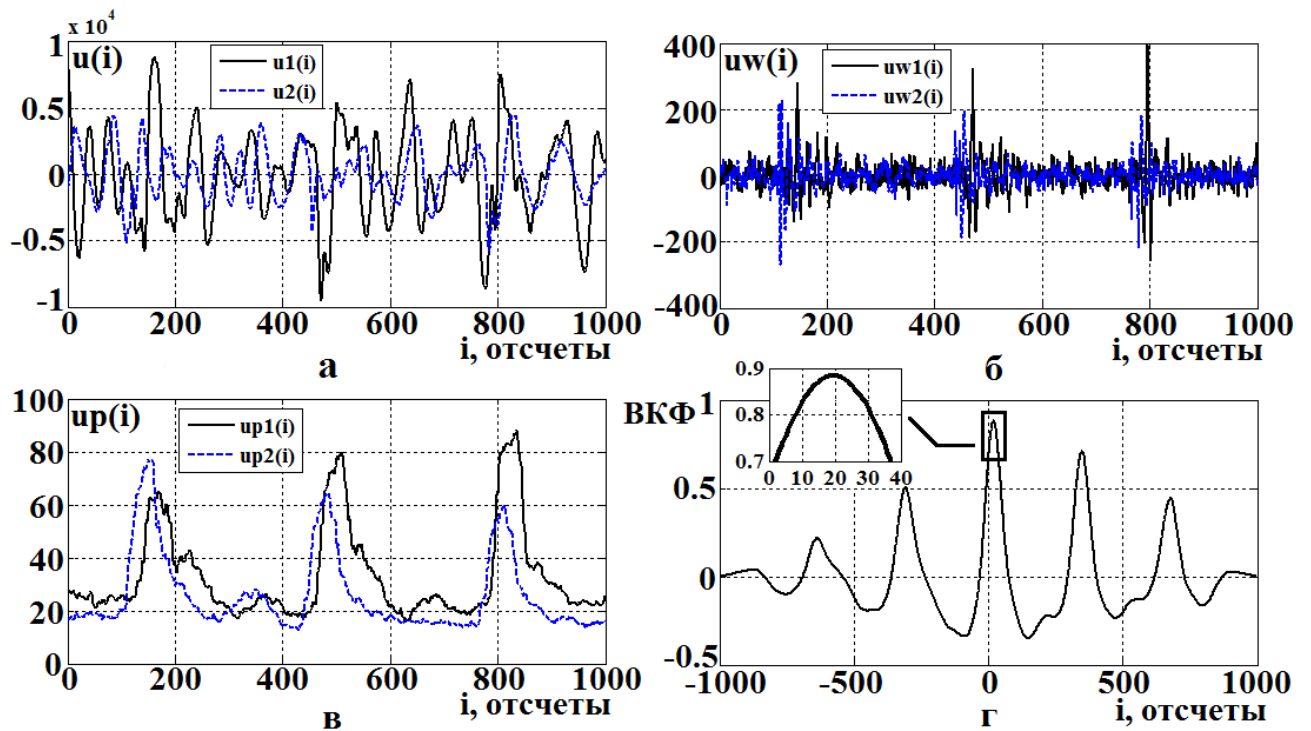 x 10^4
u(i)
u1(i)
u2(i)
1
0.5
0
-0.5
-1
0 200 400 600 800 1000
i, отсчеты
а
uw(i)
uw1(i)
uw2(i)
400
200
0
-200
-400
0 200 400 600 800 1000
i, отсчеты
б
up(i)
up1(i)
up2(i)
100
80
60
40
20
0
0 200 400 600 800 1000
i, отсчеты
в
ВКФ
1
0.5
0
-0.5
0.9
0.8
0.7
0 10 20 30 40
-1000 -500 0 500 1000
i, отсчеты
г